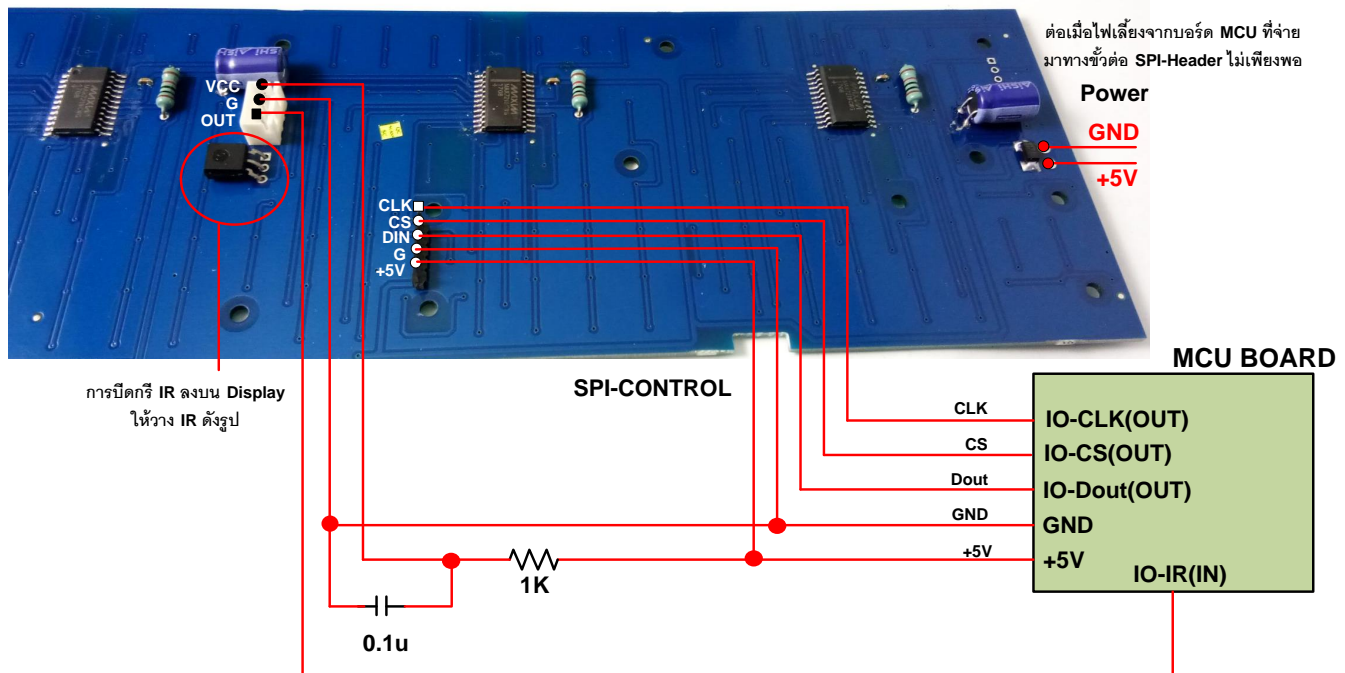 ต่อเมื่อไฟเลี้ยงจากบอร์ด MCU ที่จ่าย
มาทางขั้วต่อ SPI-Header ไม่เพียงพอ
Power
GND
+5V
VCC
G
OUT
CLK
CS
DIN
G
+5V
การบัดกรี IR ลงบน Display
ให้วาง IR ดังรูป
SPI-CONTROL
MCU BOARD
CLK
IO-CLK(OUT)
CS
IO-CS(OUT)
Dout
IO-Dout(OUT)
GND
GND
+5V
+5V
IO-IR(IN)
1K
0.1u